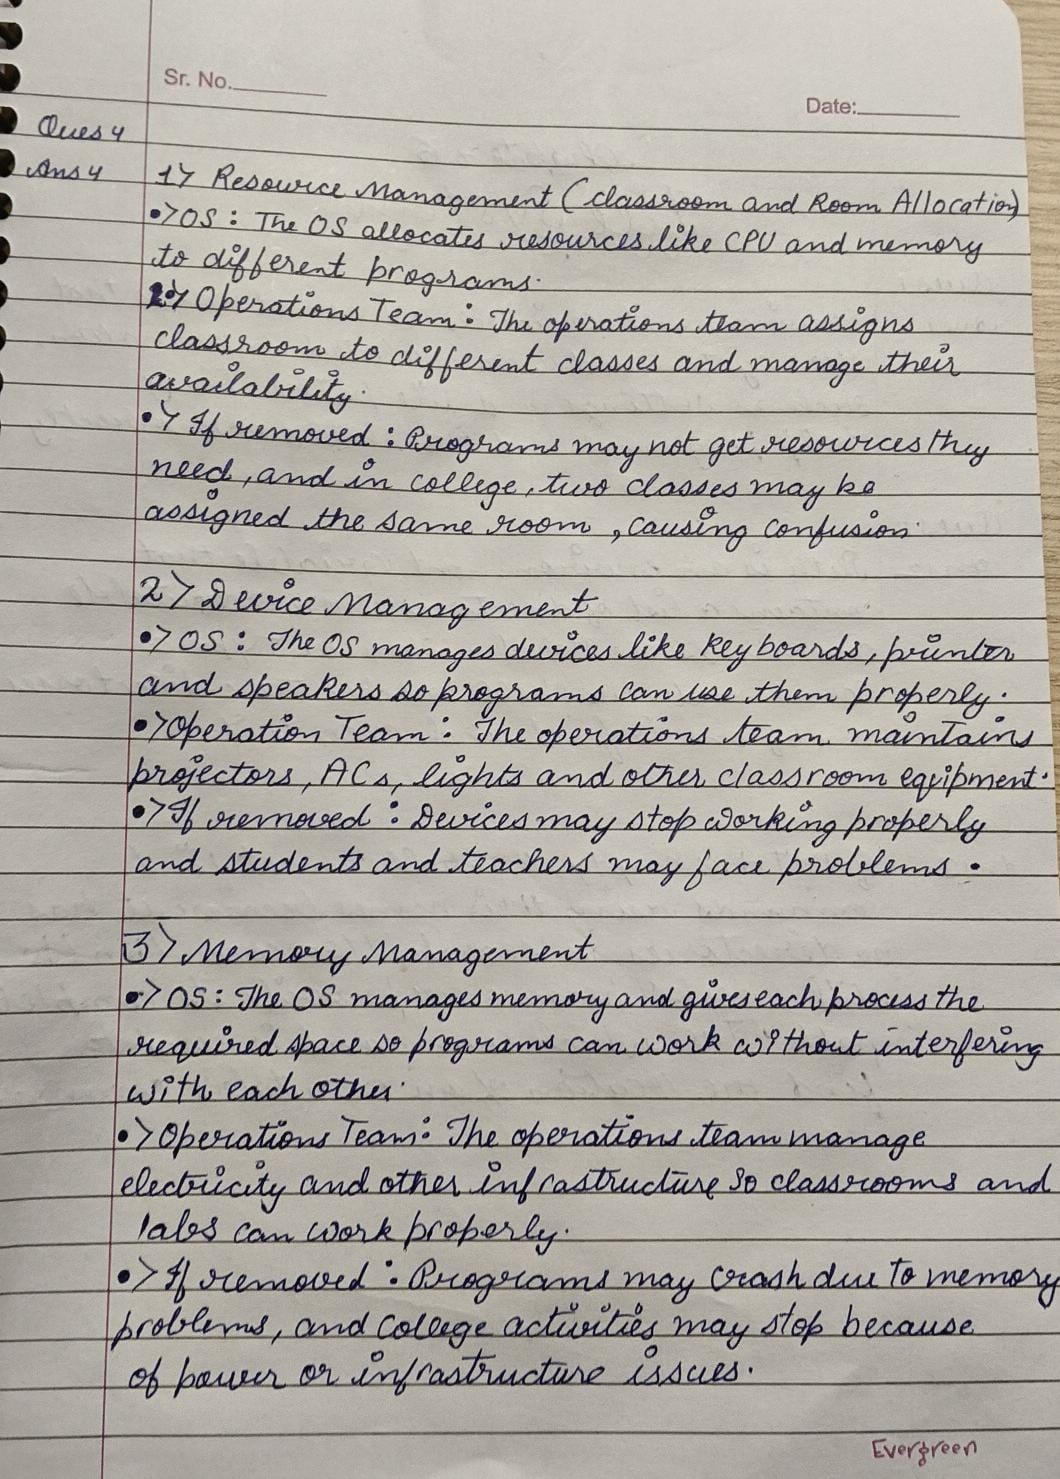 Sr. No.
Date:
Ques 4
Ans 4
1> Resource Management (classroom and Room Allocation)
•> OS : The OS allocates resources like CPU and memory
to different programs.
•> Operations Team : The operations team assigns
classroom to different classes and manage their
availability.
•> If removed : Programs may not get resources they
need, and in college, two classes may be
assigned the same room , causing confusion.
2> Device Management
•> OS : The OS manages devices like keyboards, printer
and speakers so programs can use them properly.
•> Operation Team : The operations team maintains
projectors, ACs, lights and other classroom equipment.
•> If removed : Devices may stop working properly
and students and teachers may face problems .
3> Memory Management
•> OS : The OS manages memory and gives each process the
required space so programs can work without interfering
with each other.
•> Operations Team : The operations team manage
electricity and other infrastructure so classrooms and
labs can work properly.
•> If removed : Programs may crash due to memory
problems, and college activities may stop because
of power or infrastructure issues.
Evergreen